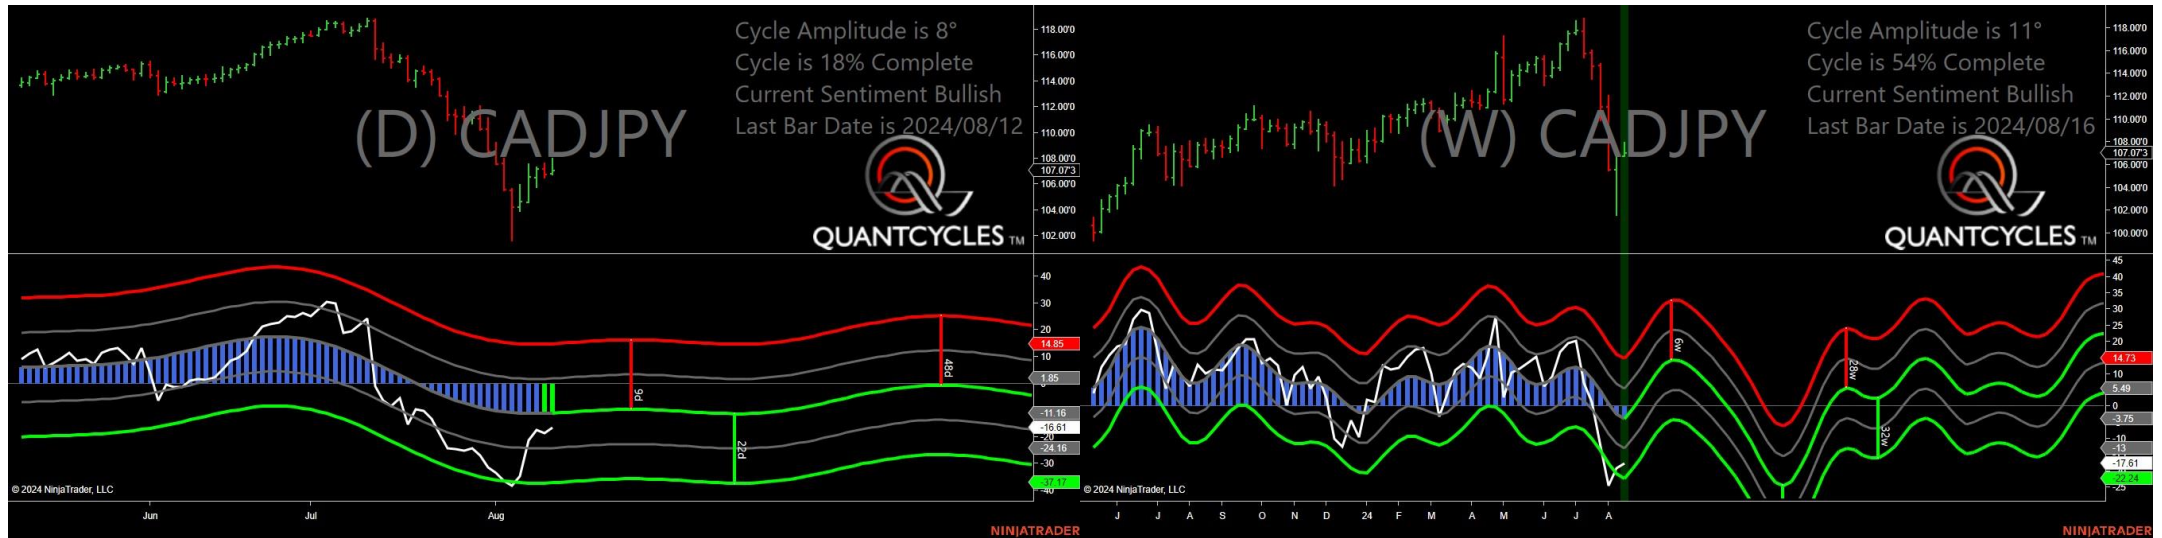 Cycle Amplitude is 8°
Cycle is 18% Complete
Current Sentiment Bullish
Last Bar Date is 2024/08/12
(D) CADJPY
QUANTCYCLES TM
118.00'0
116.00'0
114.00'0
112.00'0
110.00'0
108.00'0
107.07'3
106.00'0
104.00'0
102.00'0
40
30
20
14.85
10
1.85
-11.16
-16.61
-20
-24.16
-30
-37.17
-40
9d
22d
48d
© 2024 NinjaTrader, LLC
Jun Jul Aug
NINJATRADER
Cycle Amplitude is 11°
Cycle is 54% Complete
Current Sentiment Bullish
Last Bar Date is 2024/08/16
(W) CADJPY
QUANTCYCLES TM
118.00'0
116.00'0
114.00'0
112.00'0
110.00'0
108.00'0
107.07'3
106.00'0
104.00'0
102.00'0
100.00'0
45
40
35
30
25
20
14.73
10
5.49
0
-3.75
-10
-13
-17.61
-22.24
-25
6w
28w
32w
© 2024 NinjaTrader, LLC
J J A S O N D 24 F M A M J J A
NINJATRADER